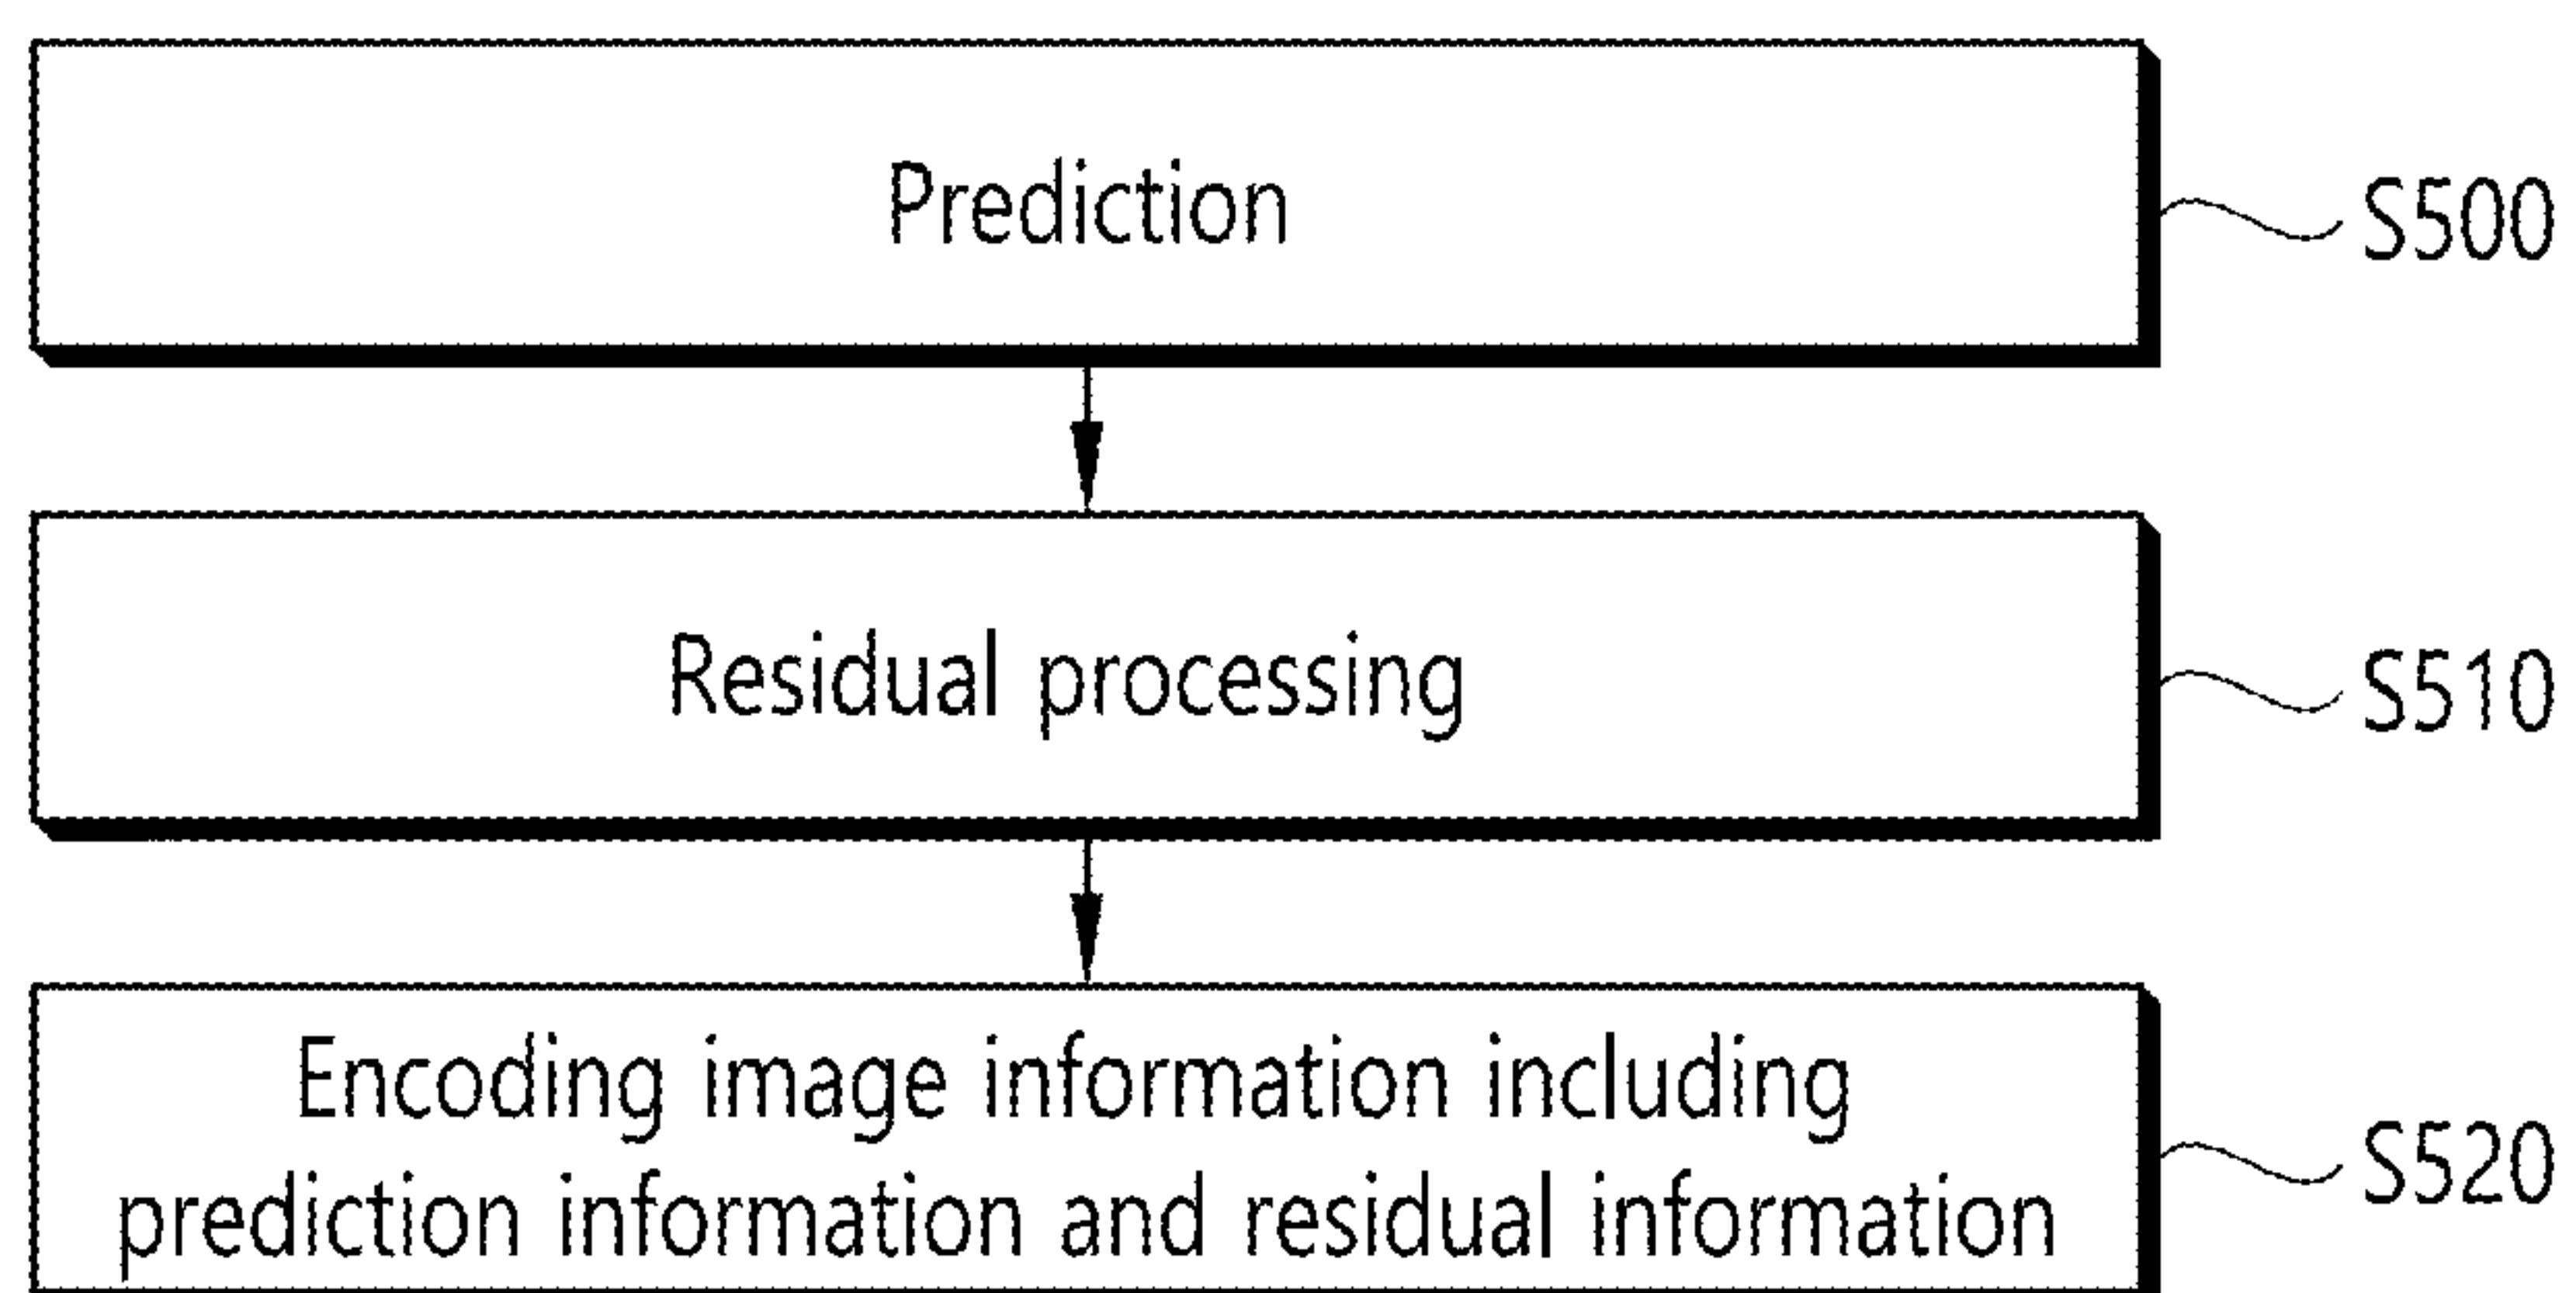 Prediction
S500
Residual processing
S510
Encoding image information including
prediction information and residual information
S520